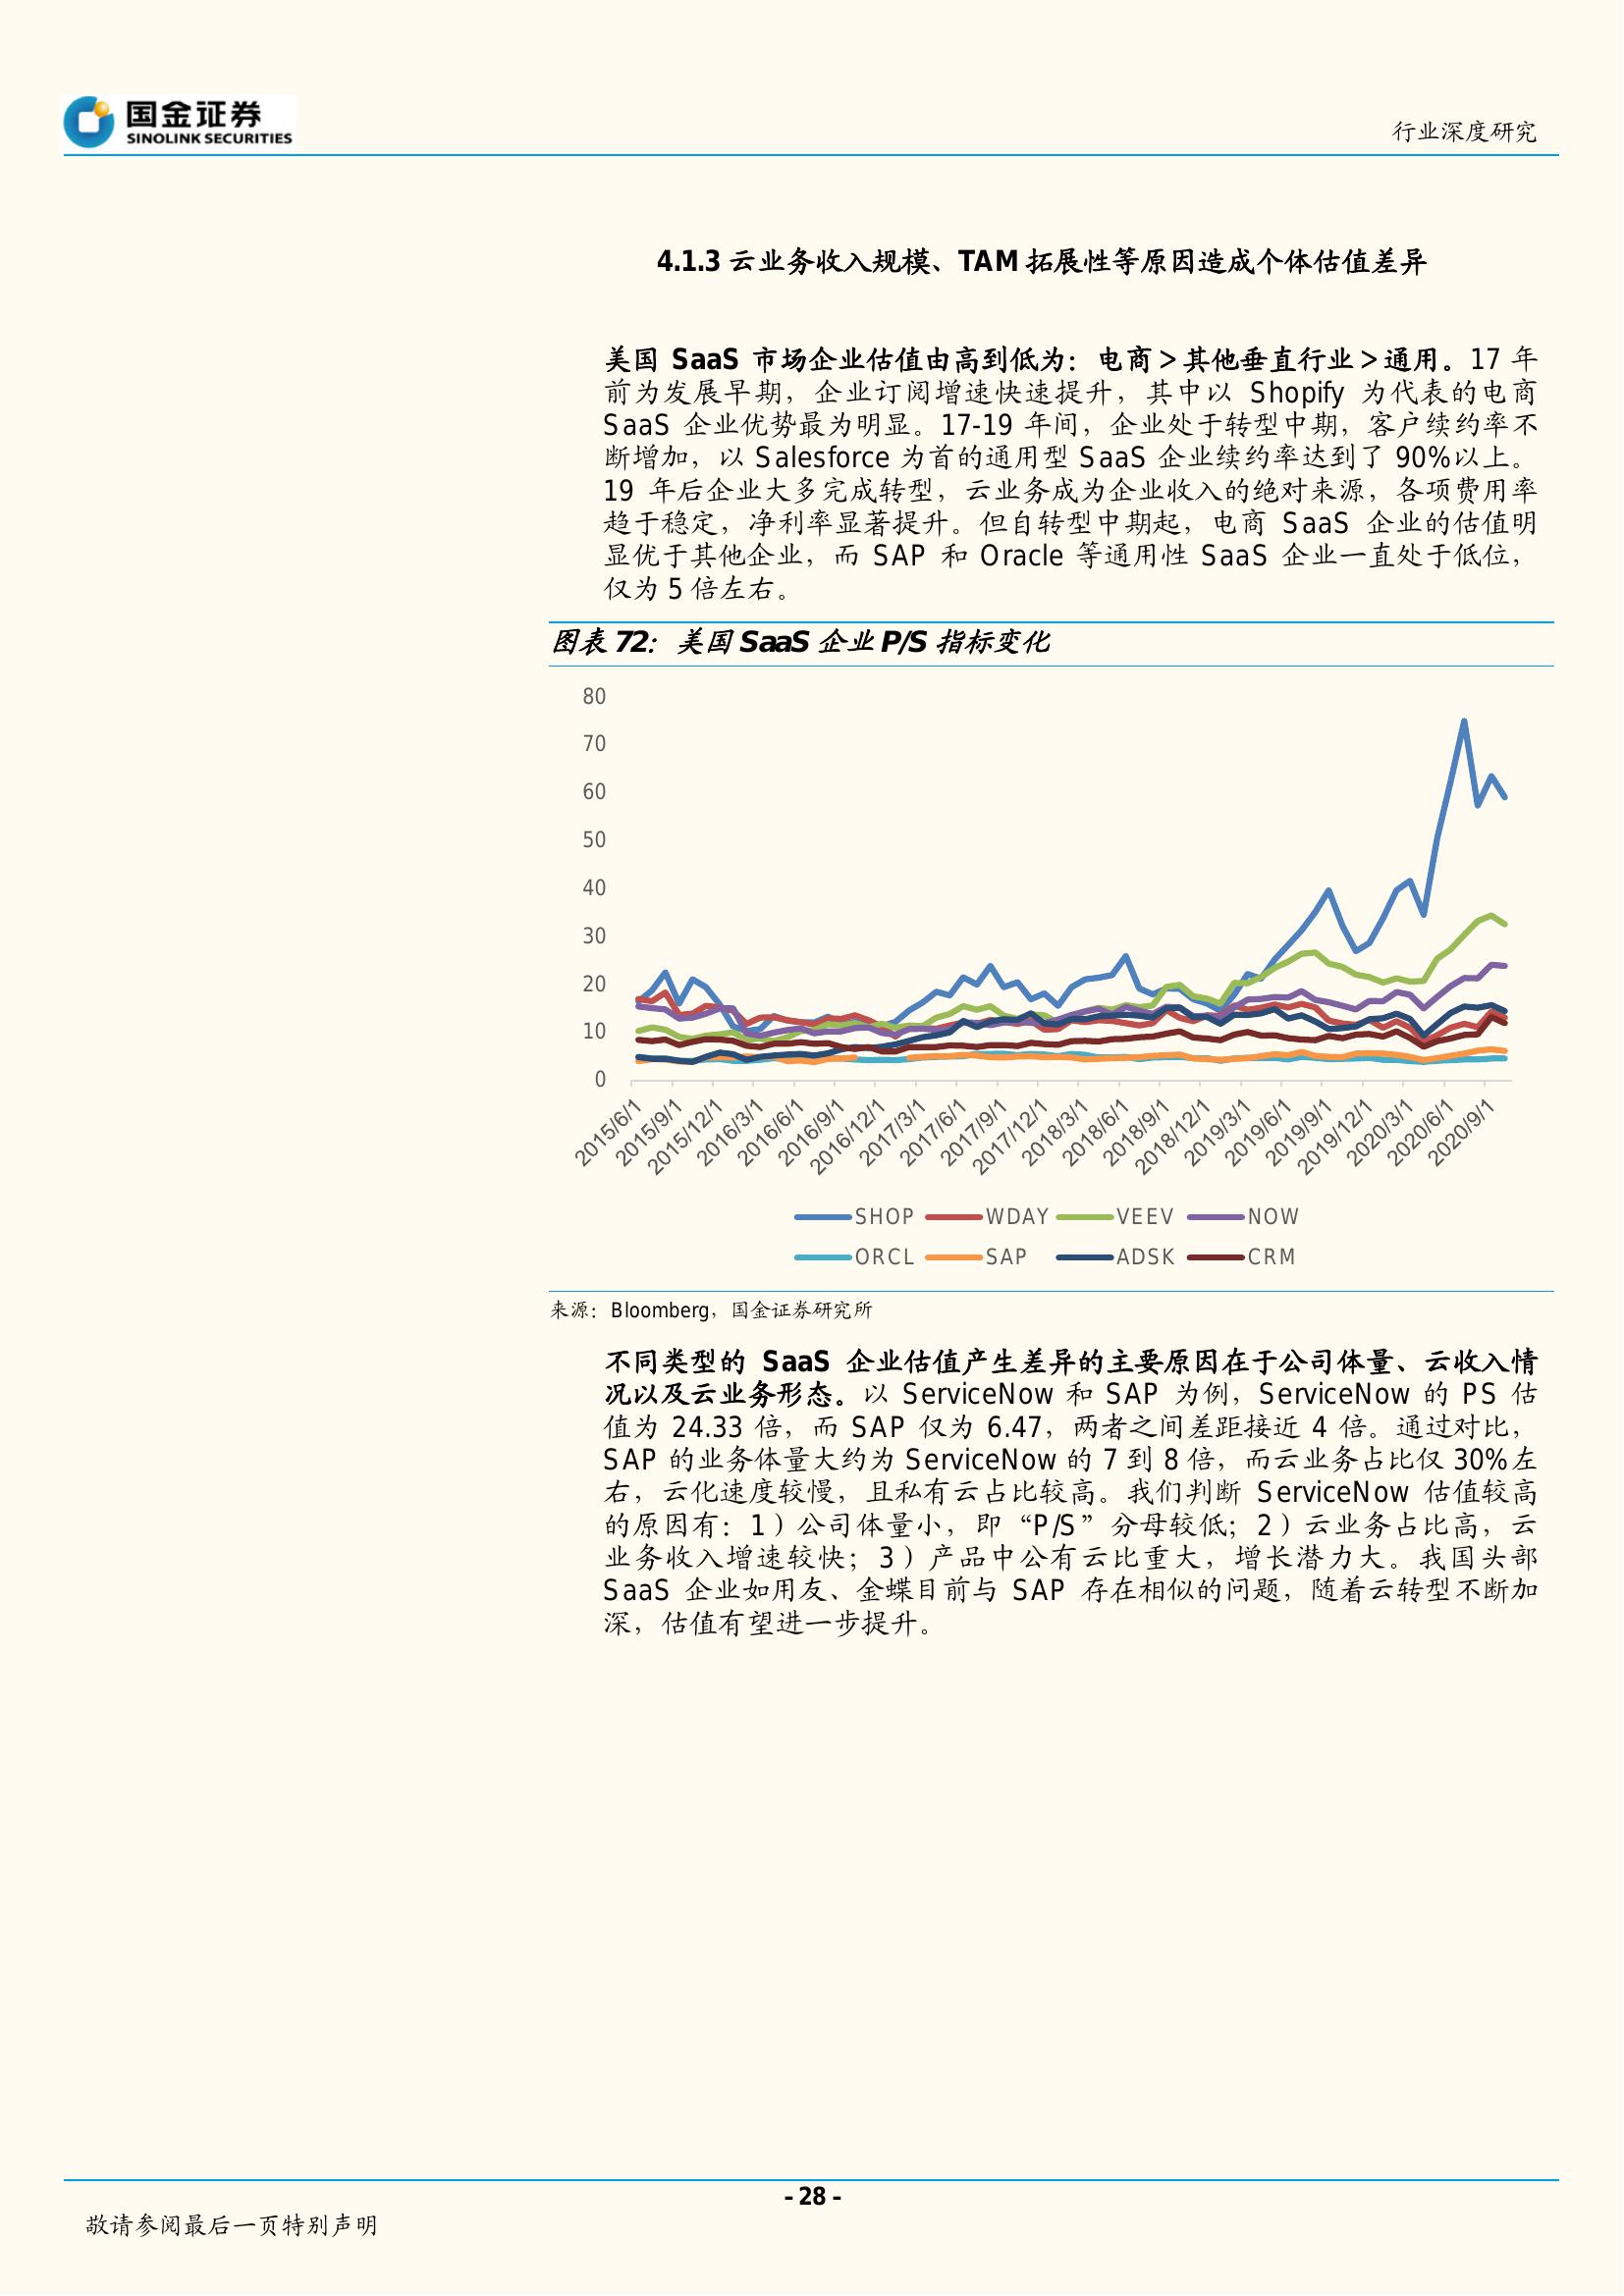 国金证券
SINOLINK SECURITIES
行业深度研究
4.1.3 云业务收入规模、TAM 拓展性等原因造成个体估值差异
美国 SaaS 市场企业估值由高到低为：电商>其他垂直行业>通用。17 年
前为发展早期，企业订阅增速快速提升，其中以 Shopify 为代表的电商
SaaS 企业优势最为明显。17-19 年间，企业处于转型中期，客户续约率不
断增加，以 Salesforce 为首的通用型 SaaS 企业续约率达到了 90%以上。
19 年后企业大多完成转型，云业务成为企业收入的绝对来源，各项费用率
趋于稳定，净利率显著提升。但自转型中期起，电商 SaaS 企业的估值明
显优于其他企业，而 SAP 和 Oracle 等通用性 SaaS 企业一直处于低位，
仅为 5 倍左右。
图表 72：美国 SaaS 企业 P/S 指标变化
80
70
60
50
40
30
20
10
0
2015/6/1
2015/9/1
2015/12/1
2016/3/1
2016/6/1
2016/9/1
2016/12/1
2017/3/1
2017/6/1
2017/9/1
2017/12/1
2018/3/1
2018/6/1
2018/9/1
2018/12/1
2019/3/1
2019/6/1
2019/9/1
2019/12/1
2020/3/1
2020/6/1
2020/9/1
SHOP WDAY VEEV NOW
ORCL SAP ADSK CRM
来源：Bloomberg，国金证券研究所
不同类型的 SaaS 企业估值产生差异的主要原因在于公司体量、云收入情
况以及云业务形态。以 ServiceNow 和 SAP 为例，ServiceNow 的 PS 估
值为 24.33 倍，而 SAP 仅为 6.47，两者之间差距接近 4 倍。通过对比，
SAP 的业务体量大约为 ServiceNow 的 7 到 8 倍，而云业务占比仅 30%左
右，云化速度较慢，且私有云占比较高。我们判断 ServiceNow 估值较高
的原因有：1）公司体量小，即“P/S”分母较低；2）云业务占比高，云
业务收入增速较快；3）产品中公有云比重大，增长潜力大。我国头部
SaaS 企业如用友、金蝶目前与 SAP 存在相似的问题，随着云转型不断加
深，估值有望进一步提升。
- 28 -
敬请参阅最后一页特别声明